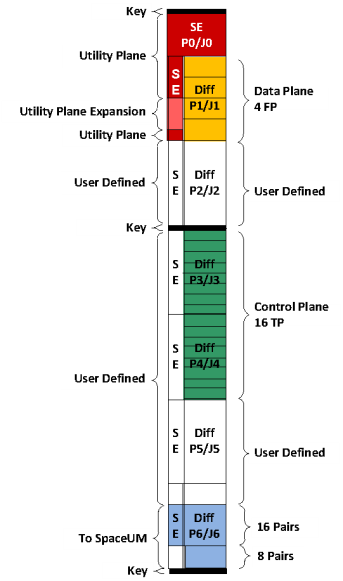 Key
SE
P0/J0
Utility Plane
S
E
Diff
P1/J1
Data Plane
4 FP
Utility Plane Expansion
Utility Plane
User Defined
S
E
Diff
P2/J2
User Defined
Key
S
E
Diff
P3/J3
Control Plane
16 TP
S
E
Diff
P4/J4
User Defined
S
E
Diff
P5/J5
User Defined
To SpaceUM
S
E
Diff
P6/J6
16 Pairs
8 Pairs
Key